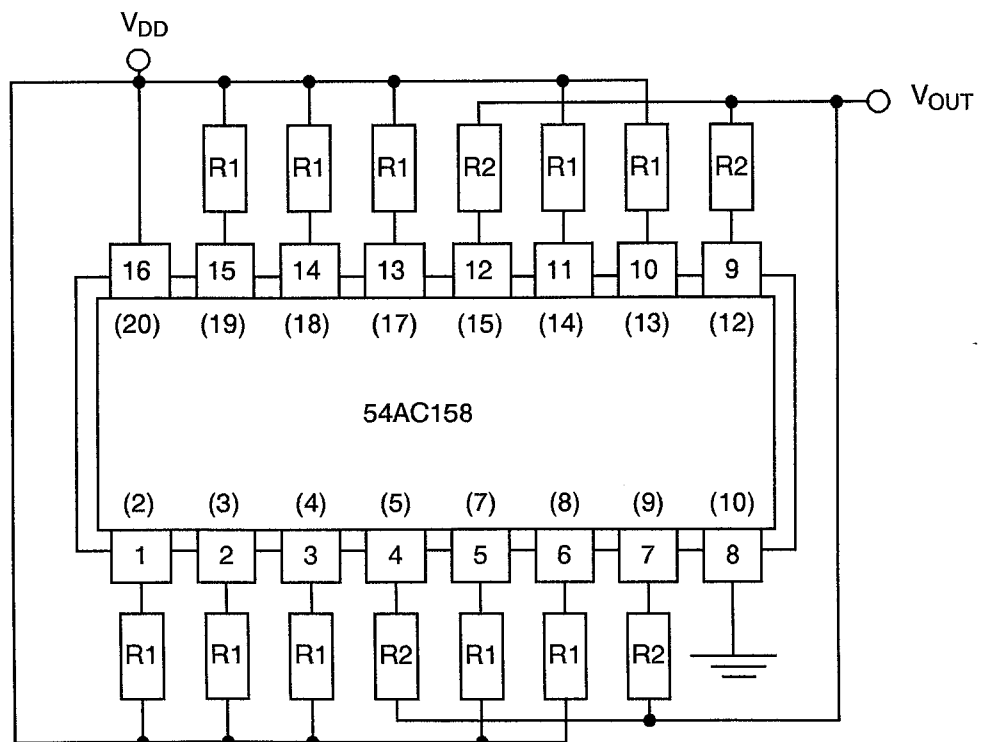 VDD
VOUT
R1 R1 R1 R2 R1 R1 R2
16 15 14 13 12 11 10 9
(20) (19) (18) (17) (15) (14) (13) (12)
54AC158
(2) (3) (4) (5) (7) (8) (9) (10)
1 2 3 4 5 6 7 8
R1 R1 R1 R2 R1 R1 R2